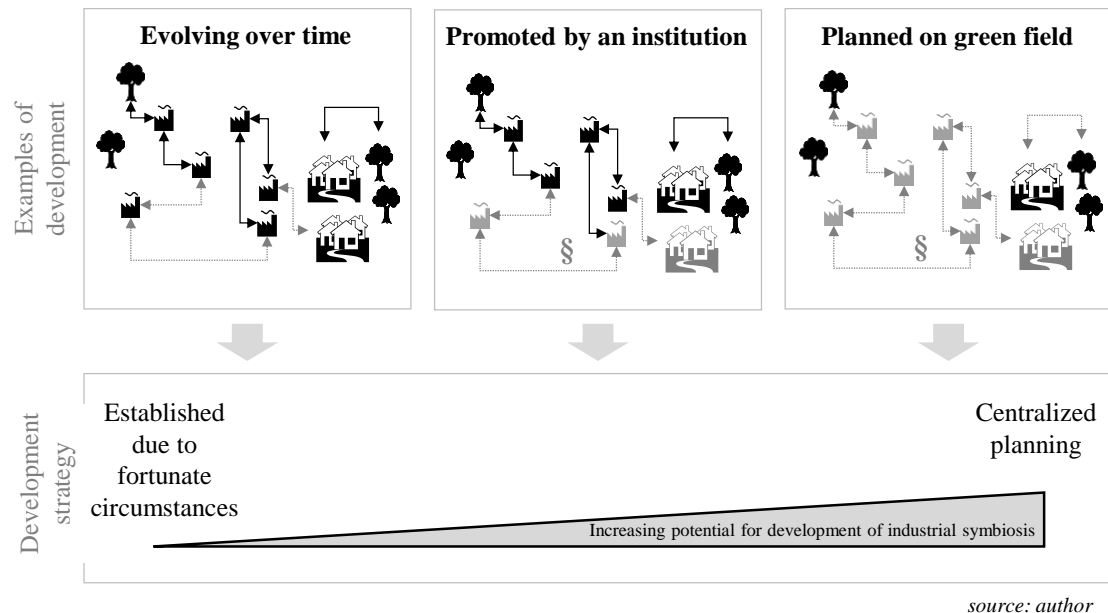 Evolving over time
Promoted by an institution
Planned on green field
Examples of
development
§
§
Development
strategy
Established
due to
fortunate
circumstances
Centralized
planning
Increasing potential for development of industrial symbiosis
source: author